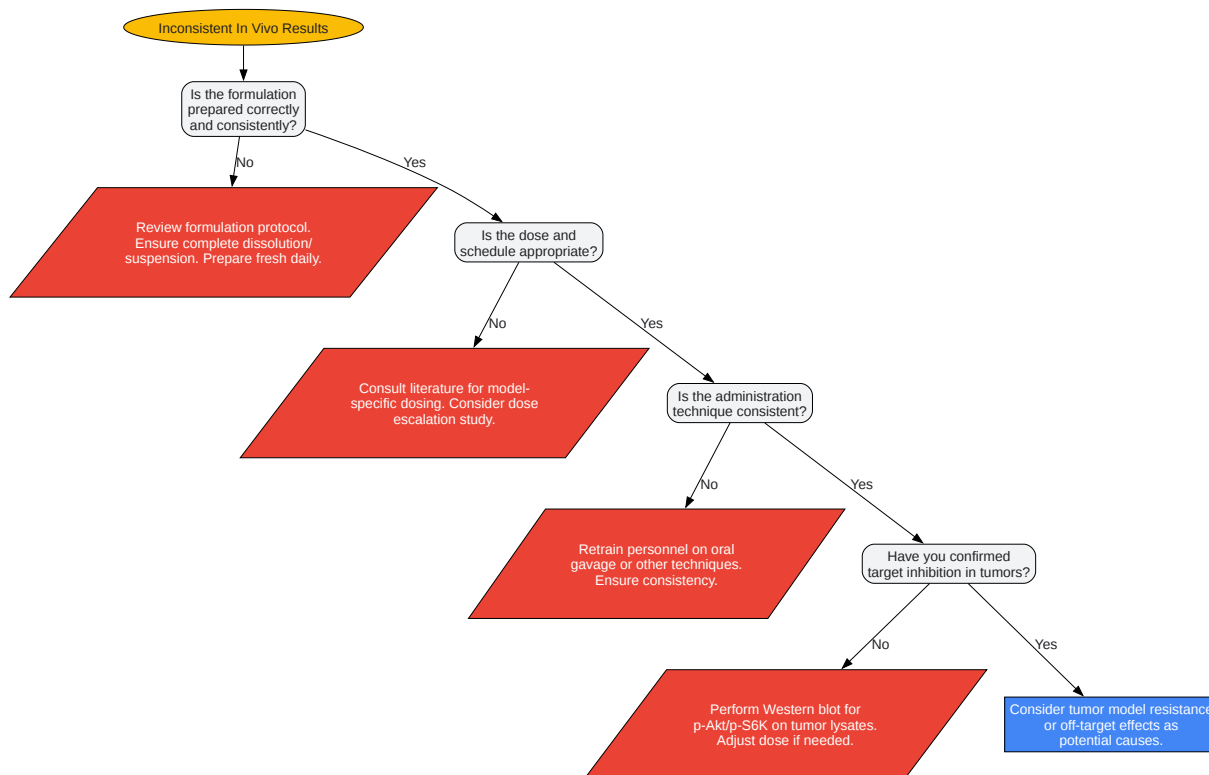 Inconsistent In Vivo Results
Is the formulation
prepared correctly
and consistently?
No
Yes
Review formulation protocol.
Ensure complete dissolution/
suspension. Prepare fresh daily.
Is the dose and
schedule appropriate?
No
Yes
Consult literature for model-
specific dosing. Consider dose
escalation study.
Is the administration
technique consistent?
No
Yes
Retrain personnel on oral
gavage or other techniques.
Ensure consistency.
Have you confirmed
target inhibition in tumors?
No
Yes
Perform Western blot for
p-Akt/p-S6K on tumor lysates.
Adjust dose if needed.
Consider tumor model resistance
or off-target effects as
potential causes.